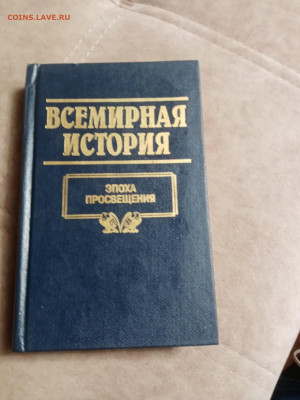 COINS.LAVE.RU
ВСЕМИРНАЯ
ИСТОРИЯ
ЭПОХА
ПРОСВЕЩЕНИЯ